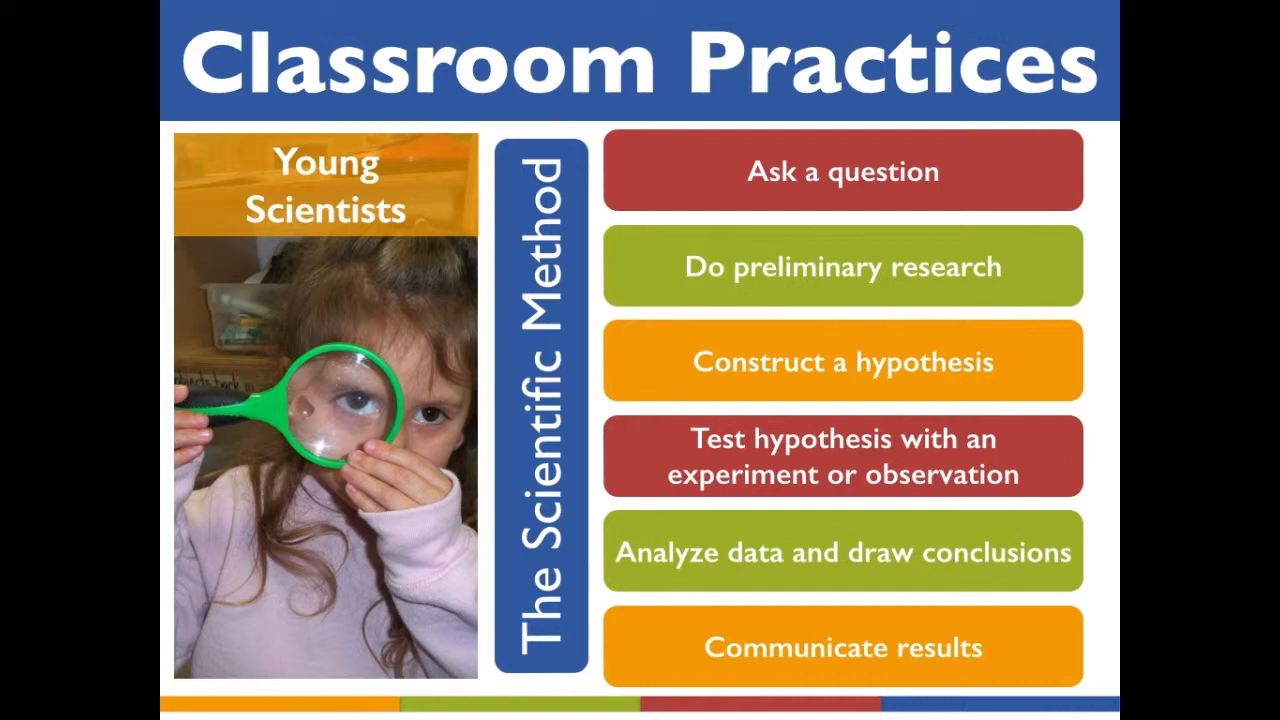 Classroom Practices
Young
Scientists
The Scientific Method
Ask a question
Do preliminary research
Construct a hypothesis
Test hypothesis with an
experiment or observation
Analyze data and draw conclusions
Communicate results